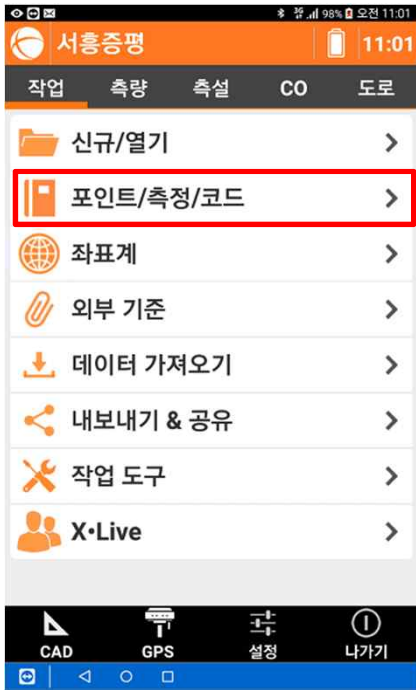 98% 오전 11:01
서흥증평 11:01
작업 측량 측설 CO 도로
신규/열기
포인트/측정/코드
좌표계
외부 기준
데이터 가져오기
내보내기 & 공유
작업 도구
X•Live
CAD GPS 설정 나가기